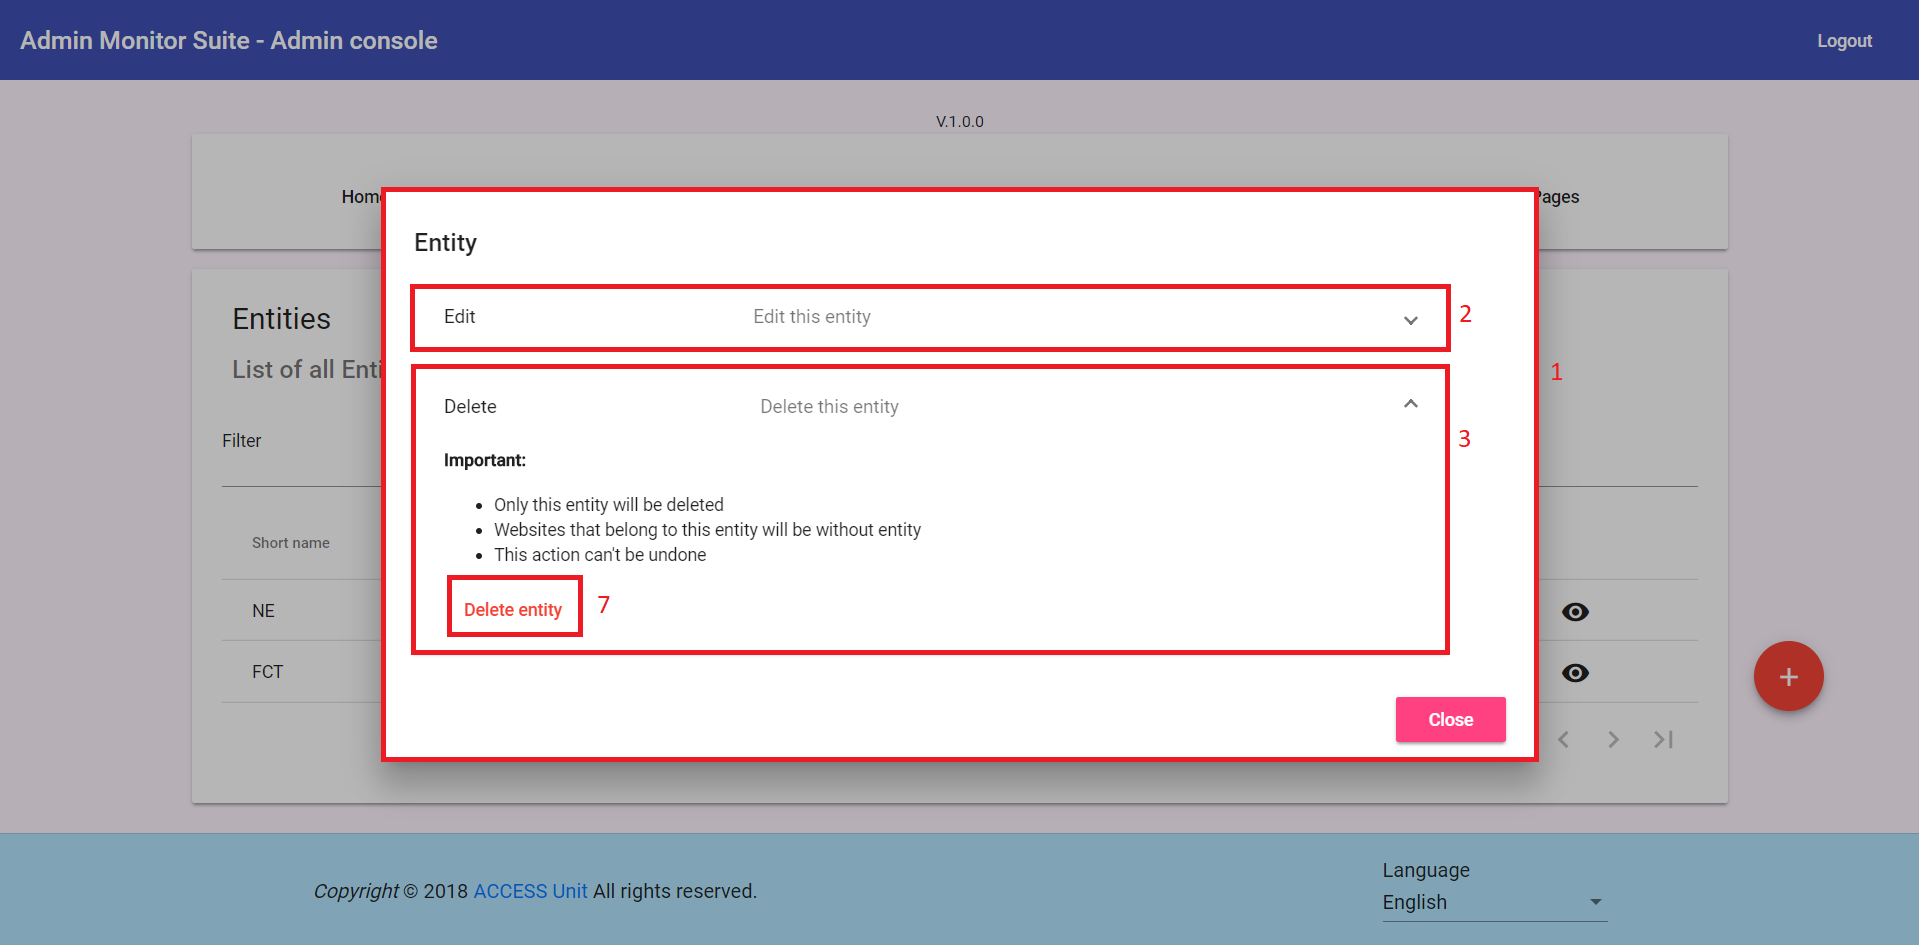 Admin Monitor Suite - Admin console
Logout
V.1.0.0
Home
Pages
Entity
Entities
Edit
Edit this entity
2
List of all Enti
1
Delete
Delete this entity
3
Filter
Important:
Only this entity will be deleted
Websites that belong to this entity will be without entity
This action can't be undone
Short name
Delete entity
7
NE
FCT
Close
Copyright © 2018 ACCESS Unit All rights reserved.
Language
English